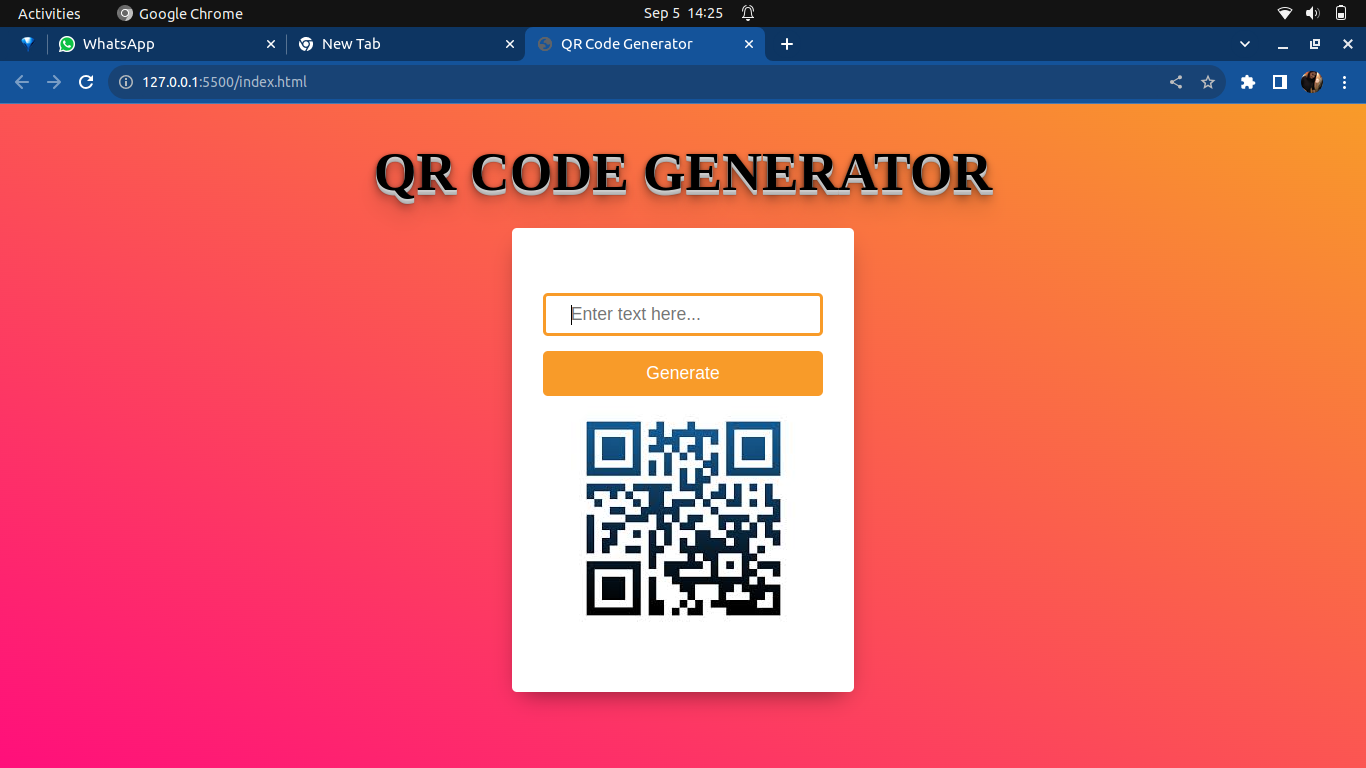 Activities Google Chrome Sep 5 14:25
WhatsApp New Tab QR Code Generator
127.0.0.1:5500/index.html
QR CODE GENERATOR
Enter text here...
Generate